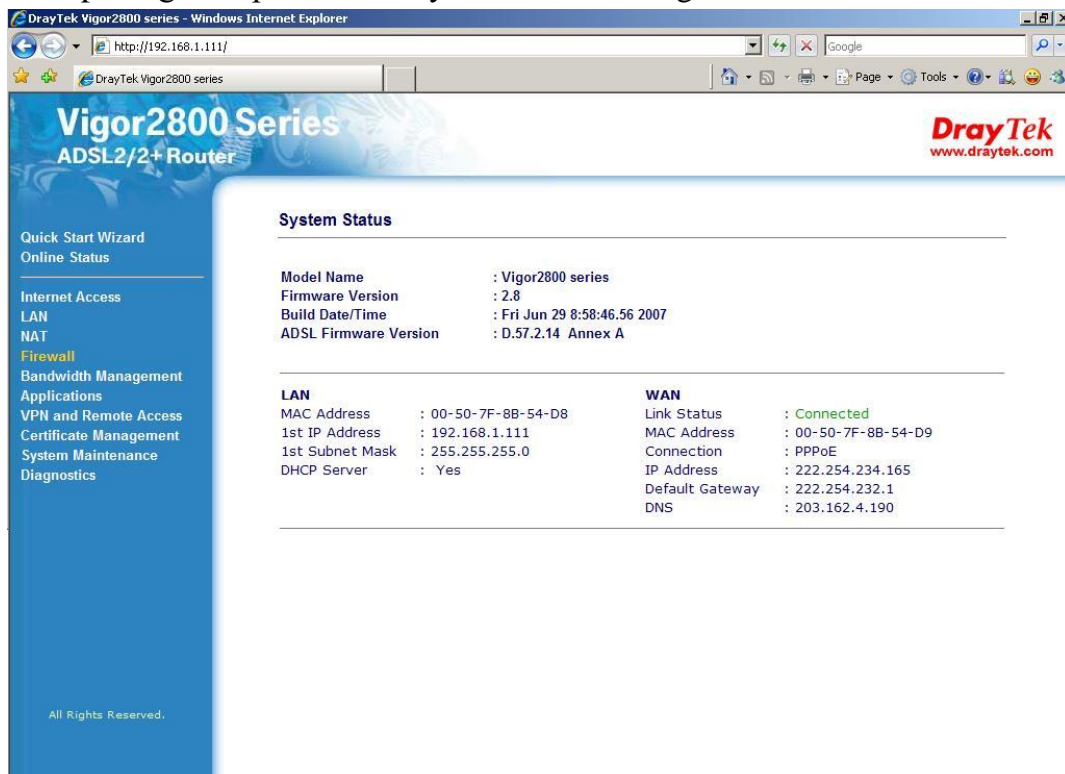 DrayTek Vigor2800 series - Windows Internet Explorer
http://192.168.1.111/
Google
DrayTek Vigor2800 series
Page
Tools
Vigor2800 Series
ADSL2/2+ Router
DrayTek
www.draytek.com
Quick Start Wizard
Online Status
Internet Access
LAN
NAT
Firewall
Bandwidth Management
Applications
VPN and Remote Access
Certificate Management
System Maintenance
Diagnostics
All Rights Reserved.
System Status
Model Name : Vigor2800 series
Firmware Version : 2.8
Build Date/Time : Fri Jun 29 8:58:46.56 2007
ADSL Firmware Version : D.57.2.14 Annex A
LAN
MAC Address : 00-50-7F-8B-54-D8
1st IP Address : 192.168.1.111
1st Subnet Mask : 255.255.255.0
DHCP Server : Yes
WAN
Link Status : Connected
MAC Address : 00-50-7F-8B-54-D9
Connection : PPPoE
IP Address : 222.254.234.165
Default Gateway : 222.254.232.1
DNS : 203.162.4.190